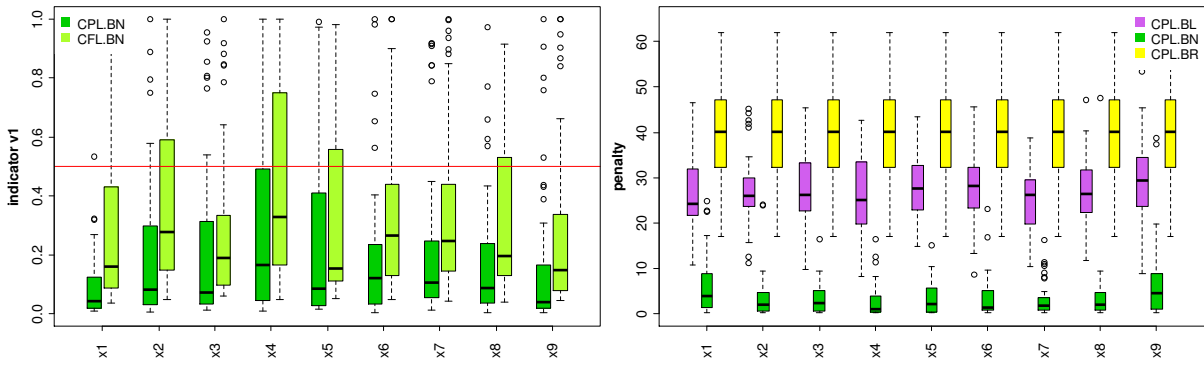 indicator v1
1.0
0.8
0.6
0.4
0.2
0.0
CPL.BN
CFL.BN
x1
x2
x3
x4
x5
x6
x7
x8
x9
penalty
60
50
40
30
20
10
0
CPL.BL
CPL.BN
CPL.BR
x1
x2
x3
x4
x5
x6
x7
x8
x9